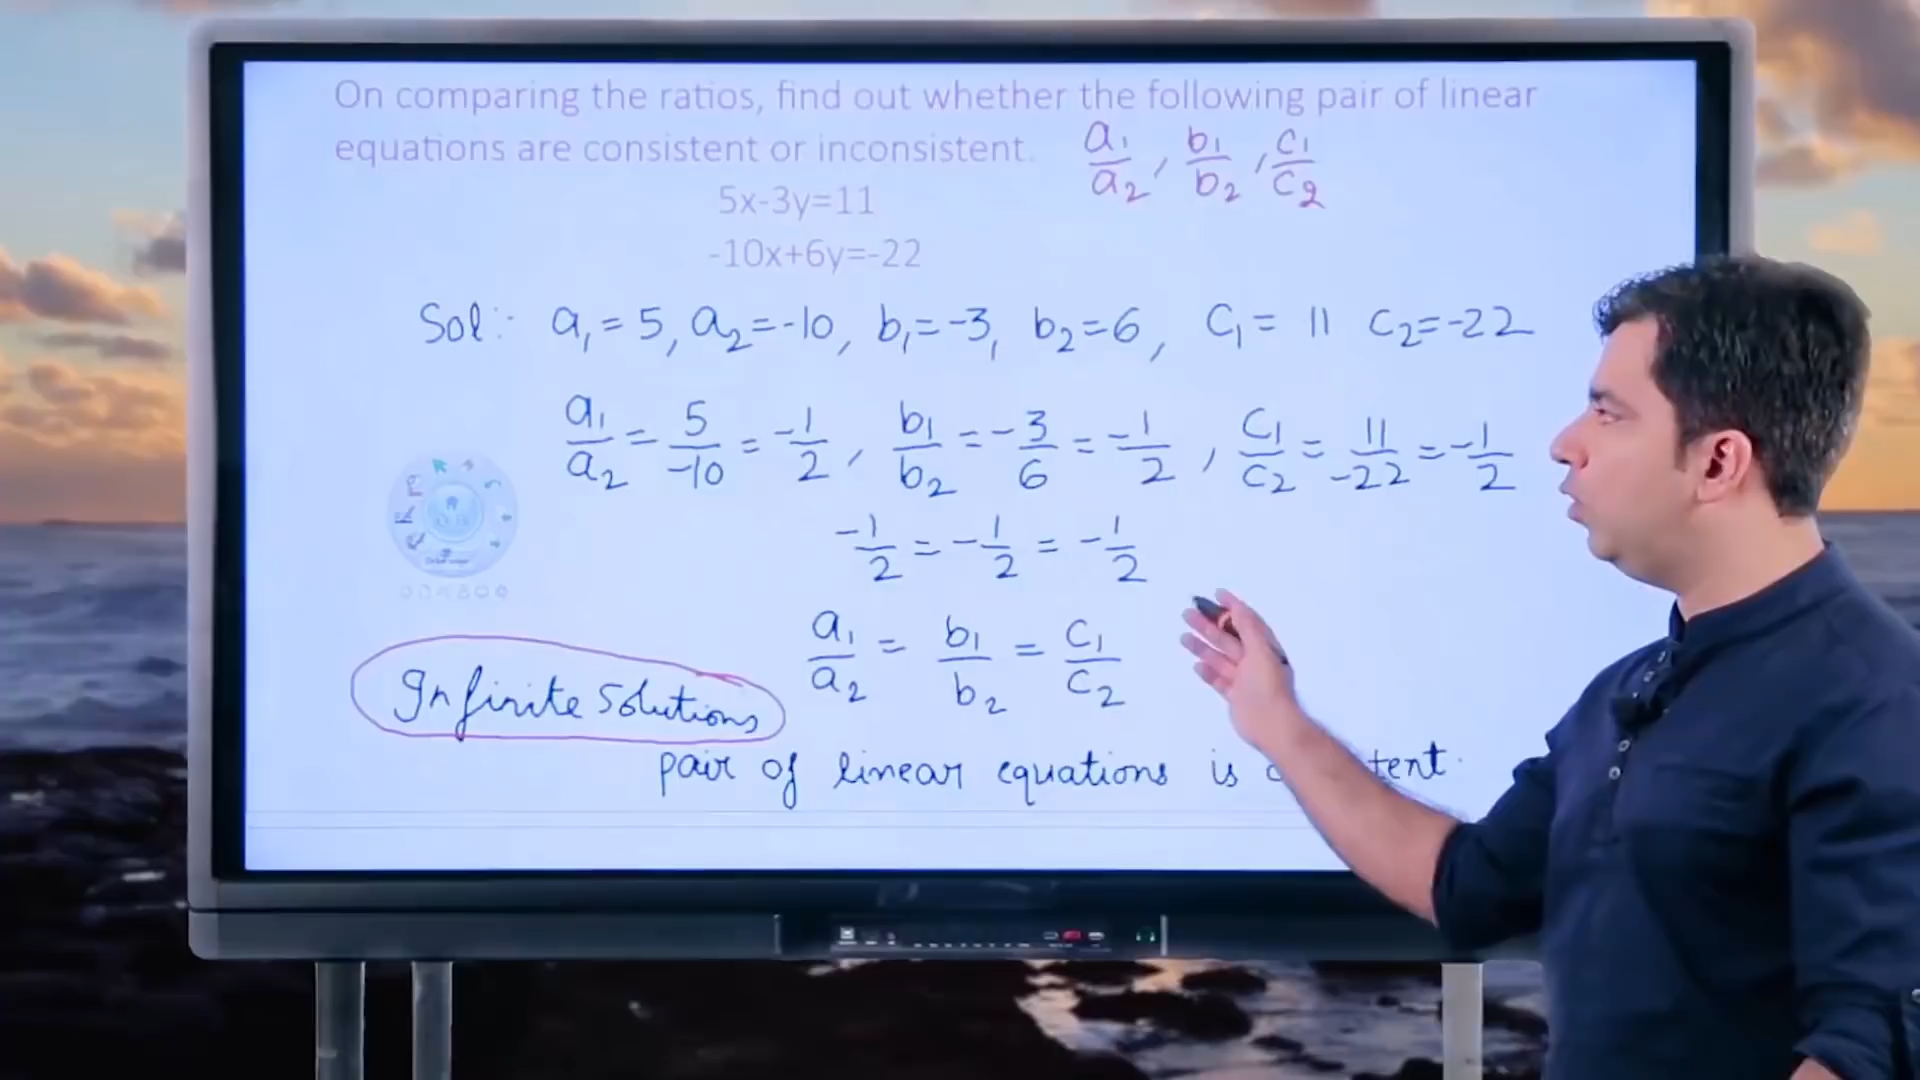 On comparing the ratios, find out whether the following pair of linear
equations are consistent or inconsistent. a₁/a₂, b₁/b₂, c₁/c₂
5x-3y=11
-10x+6y=-22
Sol:- a₁=5, a₂=-10, b₁=-3, b₂=6, c₁=11 c₂=-22
a₁/a₂=5/-10=-1/2, b₁/b₂=-3/6=-1/2, c₁/c₂=11/-22=-1/2
-1/2=-1/2=-1/2
a₁/a₂=b₁/b₂=c₁/c₂
Infinite solutions
pair of linear equations is